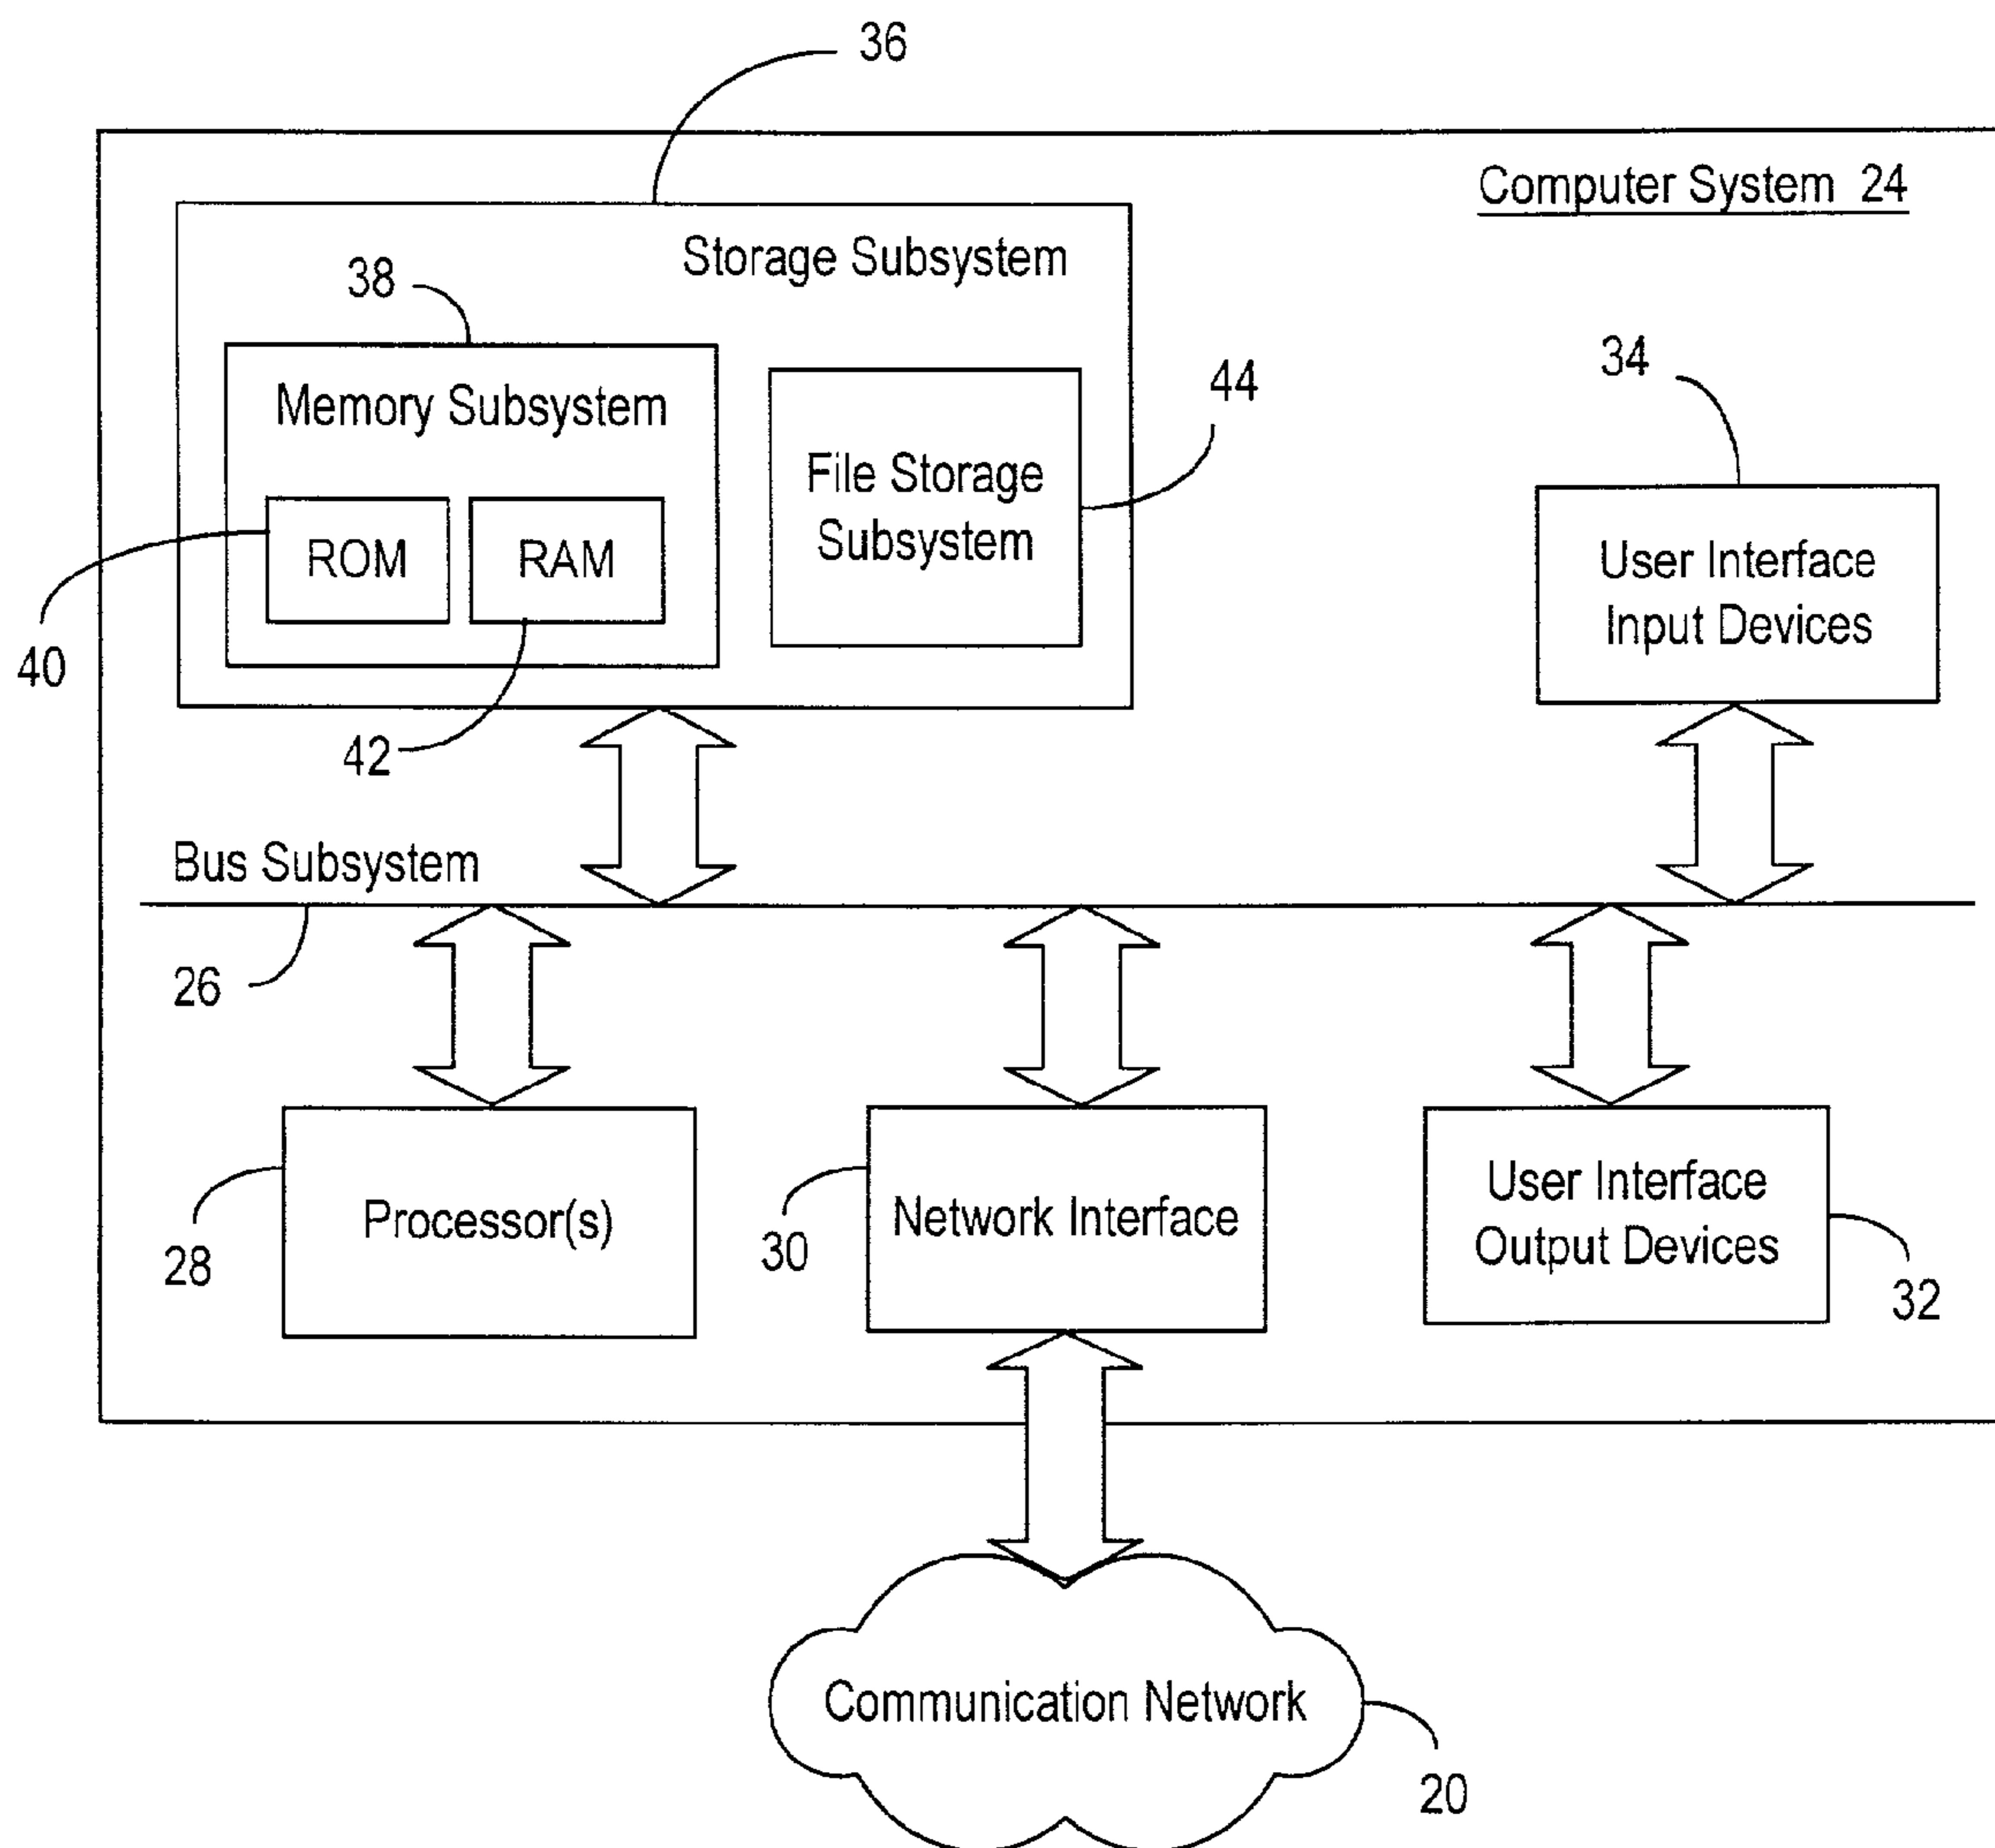 36
Computer System 24
Storage Subsystem
38
Memory Subsystem
44
34
File Storage
Subsystem
ROM
RAM
User Interface
Input Devices
40
42
Bus Subsystem
26
Processor(s)
28
Network Interface
30
User Interface
Output Devices
32
Communication Network
20